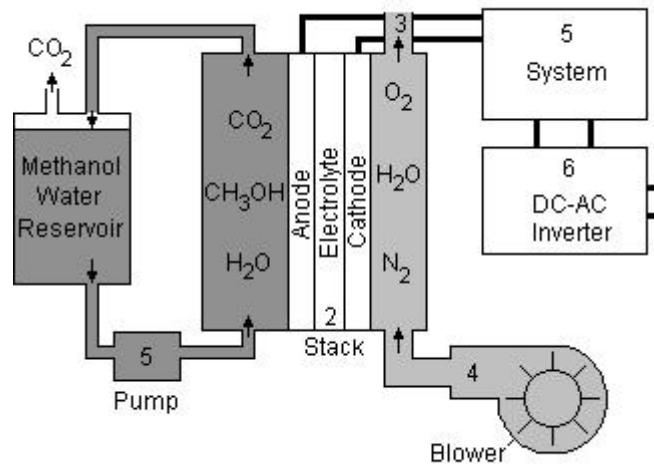 CO2
Methanol
Water
Reservoir
5
Pump
CO2
CH3OH
H2O
Anode
Electrolyte
Cathode
2
Stack
3
O2
H2O
N2
4
Blower
5
System
6
DC-AC
Inverter